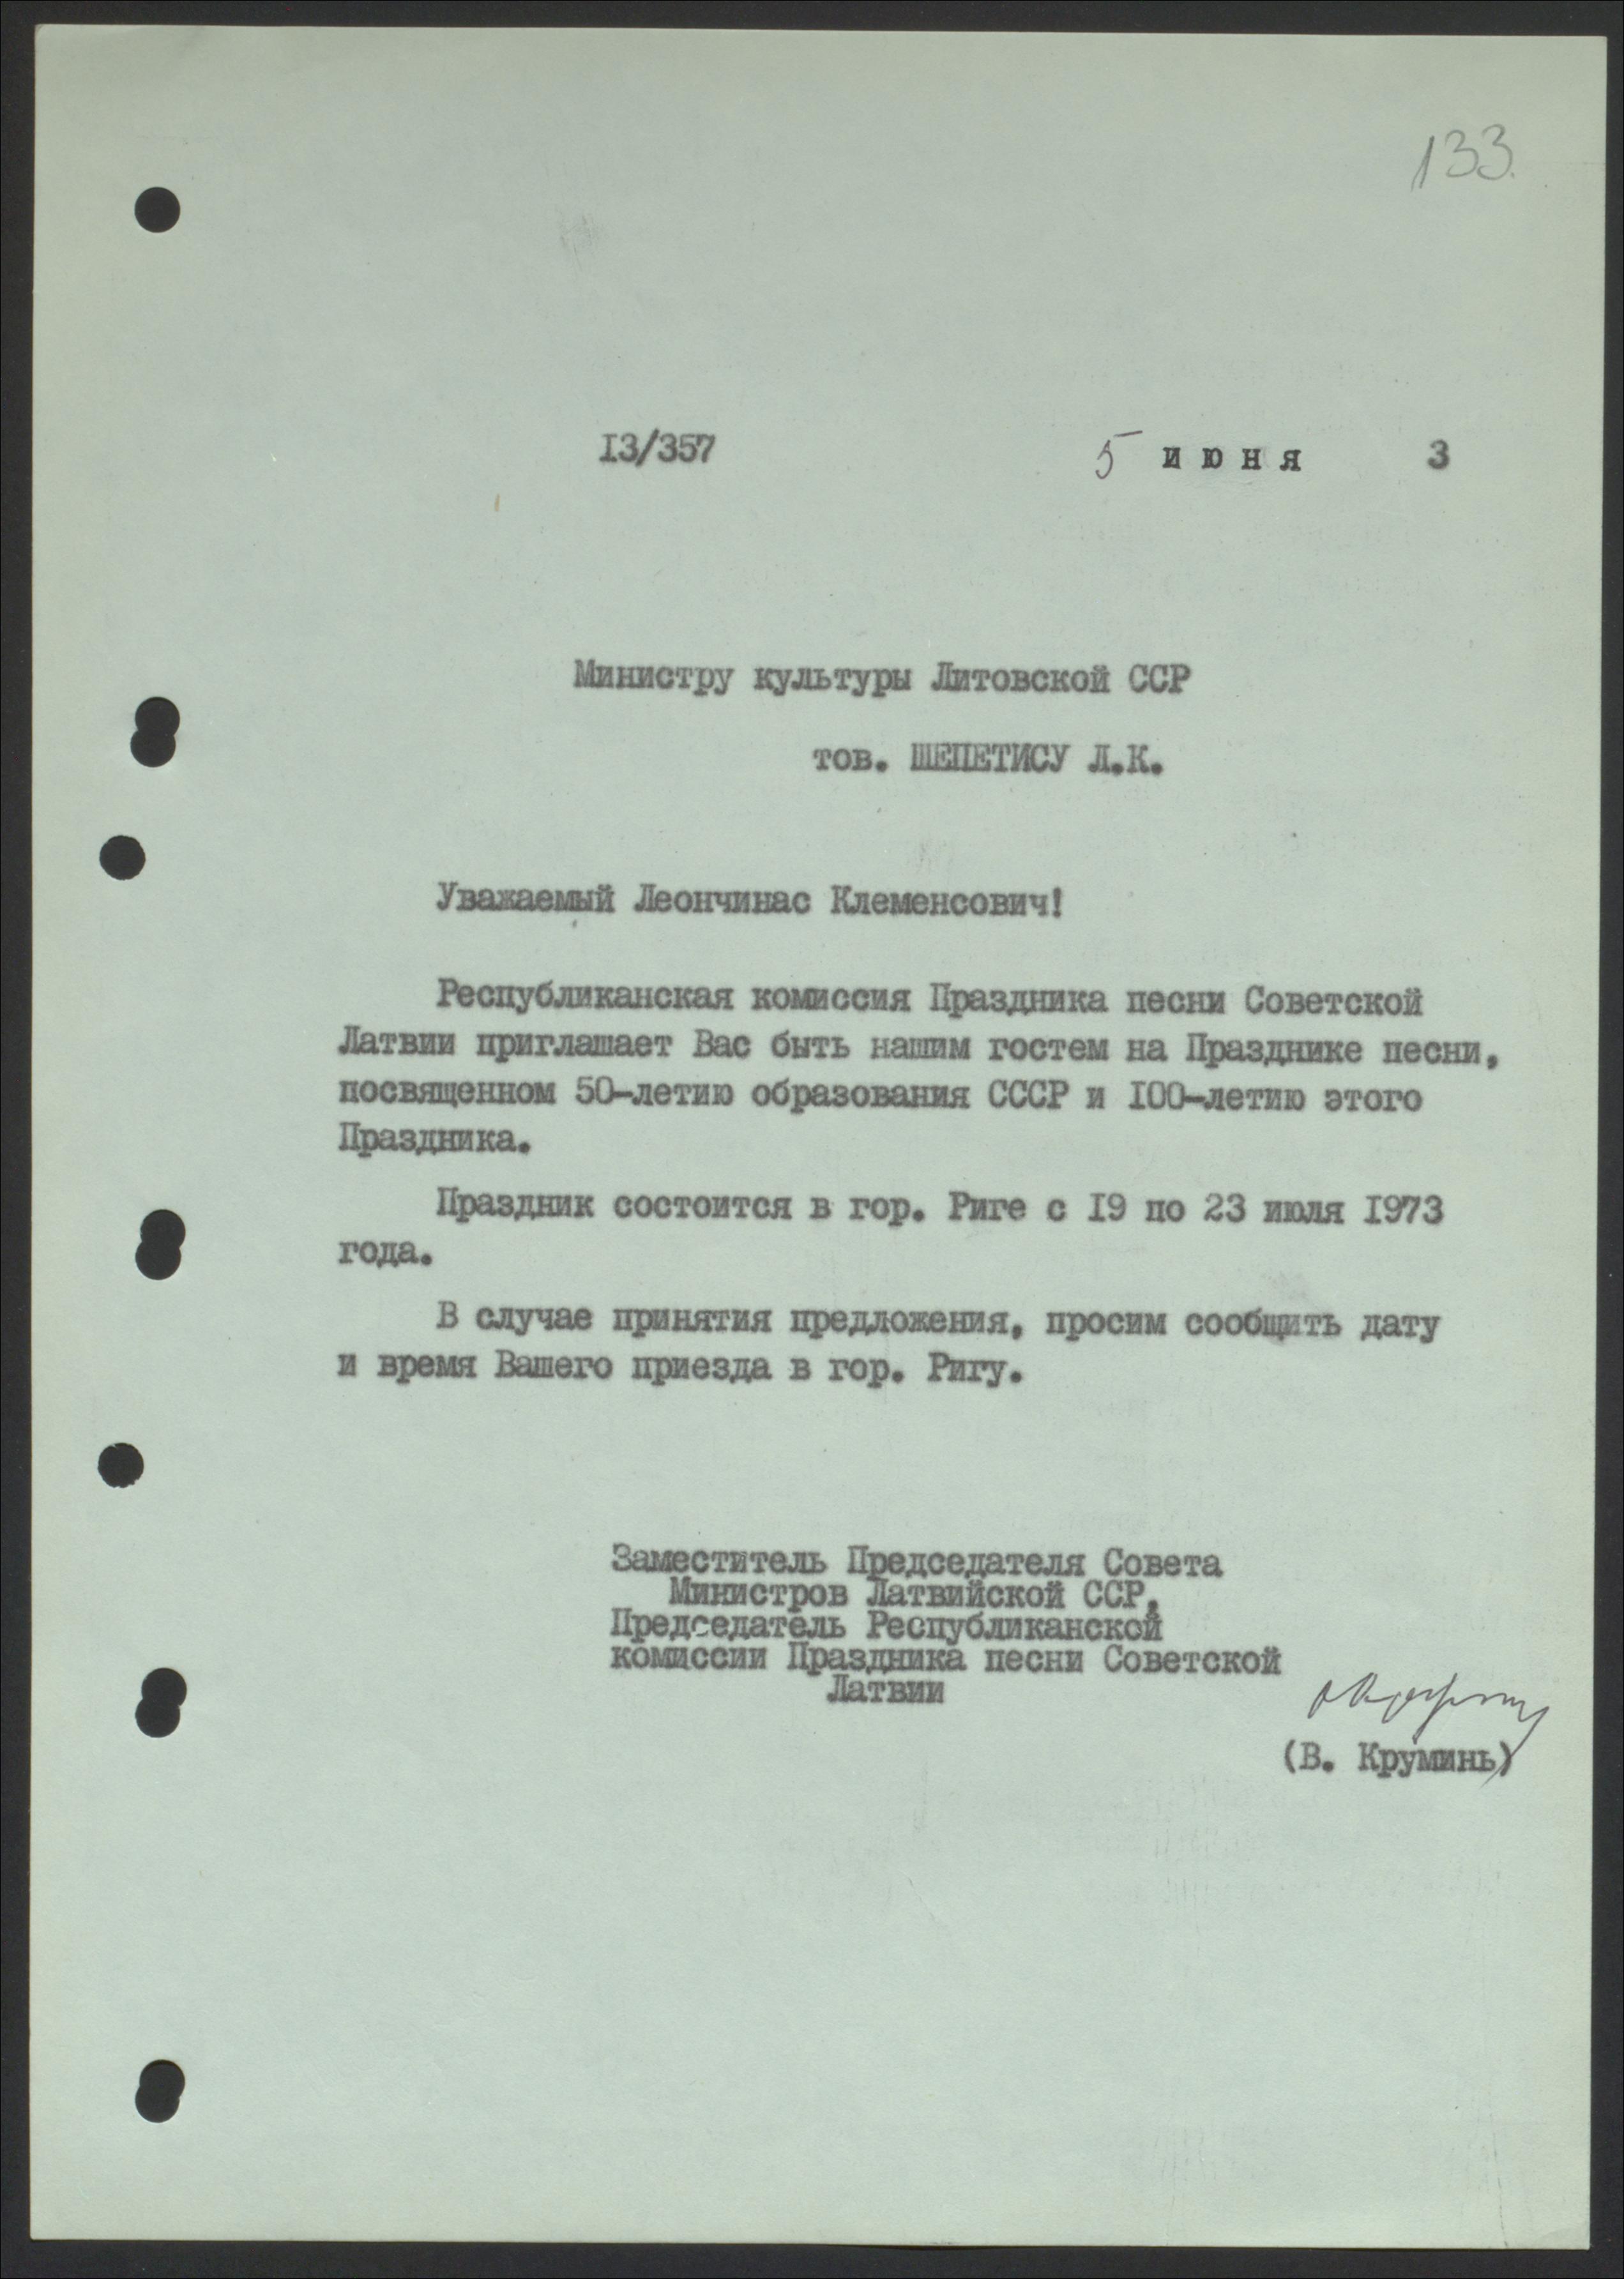 133.
I3/357 5 июня 3
Министру культуры Литовской ССР
тов. ШЕПЕТИСУ Л.К.
Уважаемый Леончинас Клеменсович!
Республиканская комиссия Праздника песни Советской
Латвии приглашает Вас быть нашим гостем на Празднике песни,
посвященном 50-летию образования СССР и I00-летию этого
Праздника.
Праздник состоится в гор. Риге с I9 по 23 июля I973
года.
В случае принятия предложения, просим сообщить дату
и время Вашего приезда в гор. Ригу.
Заместитель Председателя Совета
Министров Латвийской ССР,
Председатель Республиканской
комиссии Праздника песни Советской
Латвии
(В. Круминь)